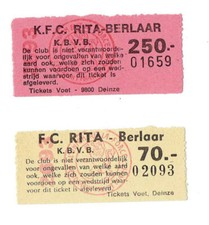 K.F.C. RITA-BERLAAR
K.B.V.B.
De club is niet verantwoorde-
lijk voor ongevallen van welke
aard ook, welke zich zouden
kunnen voordoen op een wed-
strijd waarvoor dit ticket is
afgeleverd.
250.-
01659
Tickets Voet - 9800 Deinze
F.C. RITA - Berlaar
K.B.V.B.
De club is niet verantwoordelijk
voor ongevallen van welke aard
ook, welke zich zouden kunnen
voordoen op een wedstrijd waar-
voor dit ticket is afgeleverd.
70.-
02093
Tickets Voet, Deinze